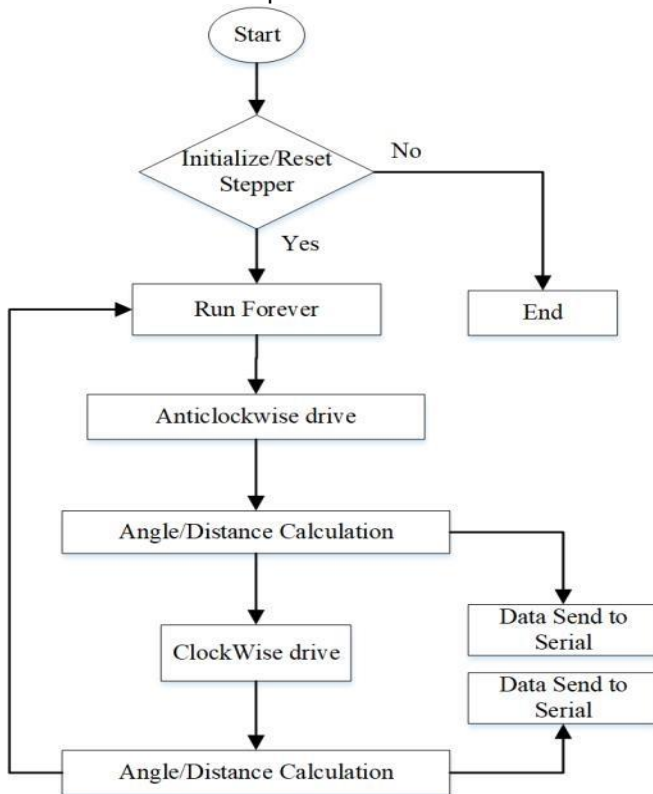 Start
Initialize/Reset
Stepper
No
Yes
Run Forever
End
Anticlockwise drive
Angle/Distance Calculation
Data Send to
Serial
ClockWise drive
Data Send to
Serial
Angle/Distance Calculation